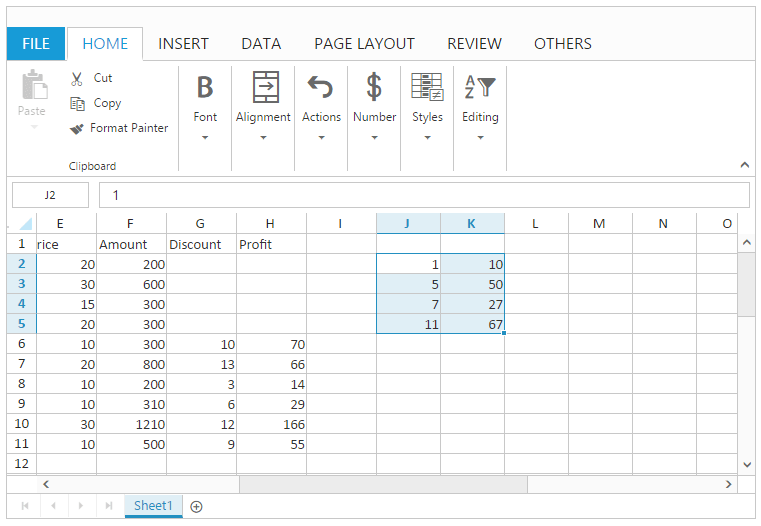 FILE HOME INSERT DATA PAGE LAYOUT REVIEW OTHERS
Paste
Cut
Copy
Format Painter
Clipboard
B
Font
Alignment
Actions
$
Number
Styles
A
Z
Editing
J2 1
E F G H I J K L M N O
1 rice Amount Discount Profit
2 20 200 1 10
3 30 600 5 50
4 15 300 7 27
5 20 300 11 67
6 10 300 10 70
7 20 800 13 66
8 10 200 3 14
9 10 310 6 29
10 30 1210 12 166
11 10 500 9 55
12
Sheet1